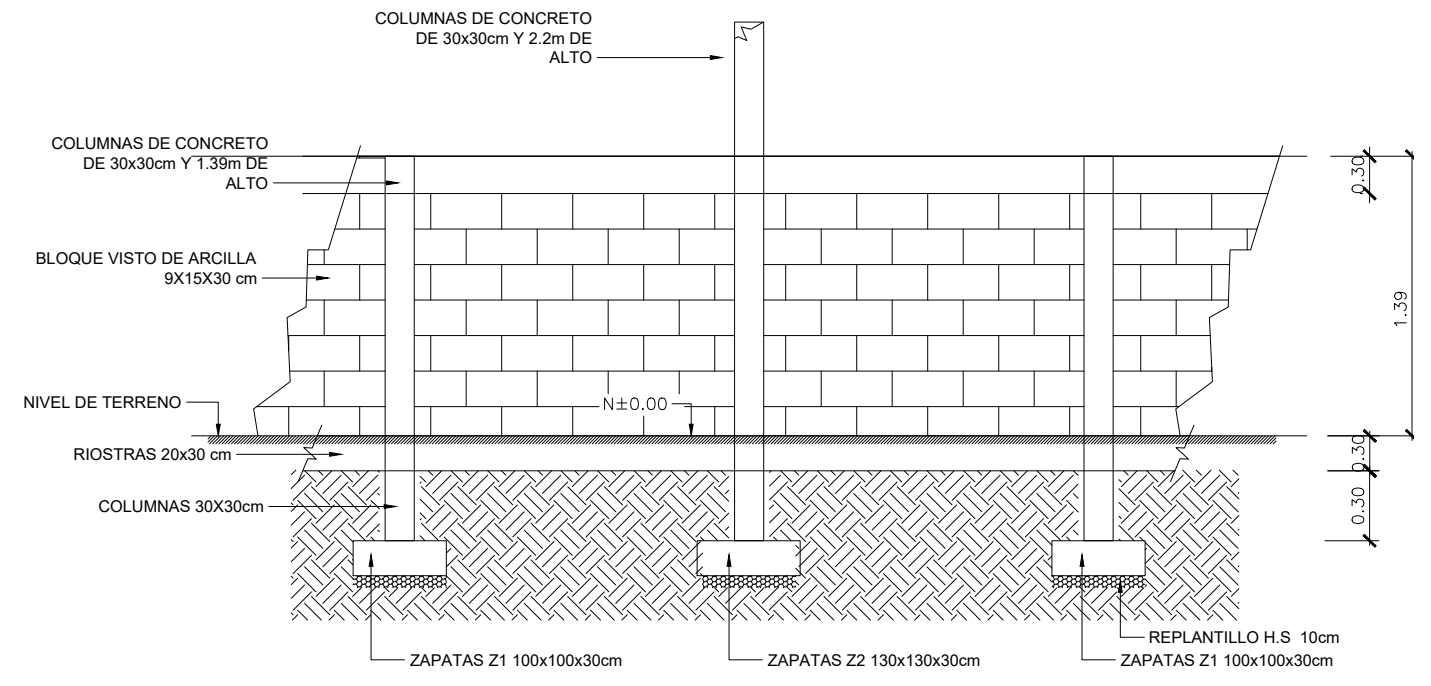 COLUMNAS DE CONCRETO
DE 30x30cm Y 2.2m DE
ALTO
COLUMNAS DE CONCRETO
DE 30x30cm Y 1.39m DE
ALTO
BLOQUE VISTO DE ARCILLA
9X15X30 cm
NIVEL DE TERRENO
N±0.00
RIOSTRAS 20x30 cm
COLUMNAS 30X30cm
0.30
1.39
0.30
0.30
REPLANTILLO H.S 10cm
ZAPATAS Z1 100x100x30cm
ZAPATAS Z2 130x130x30cm
ZAPATAS Z1 100x100x30cm